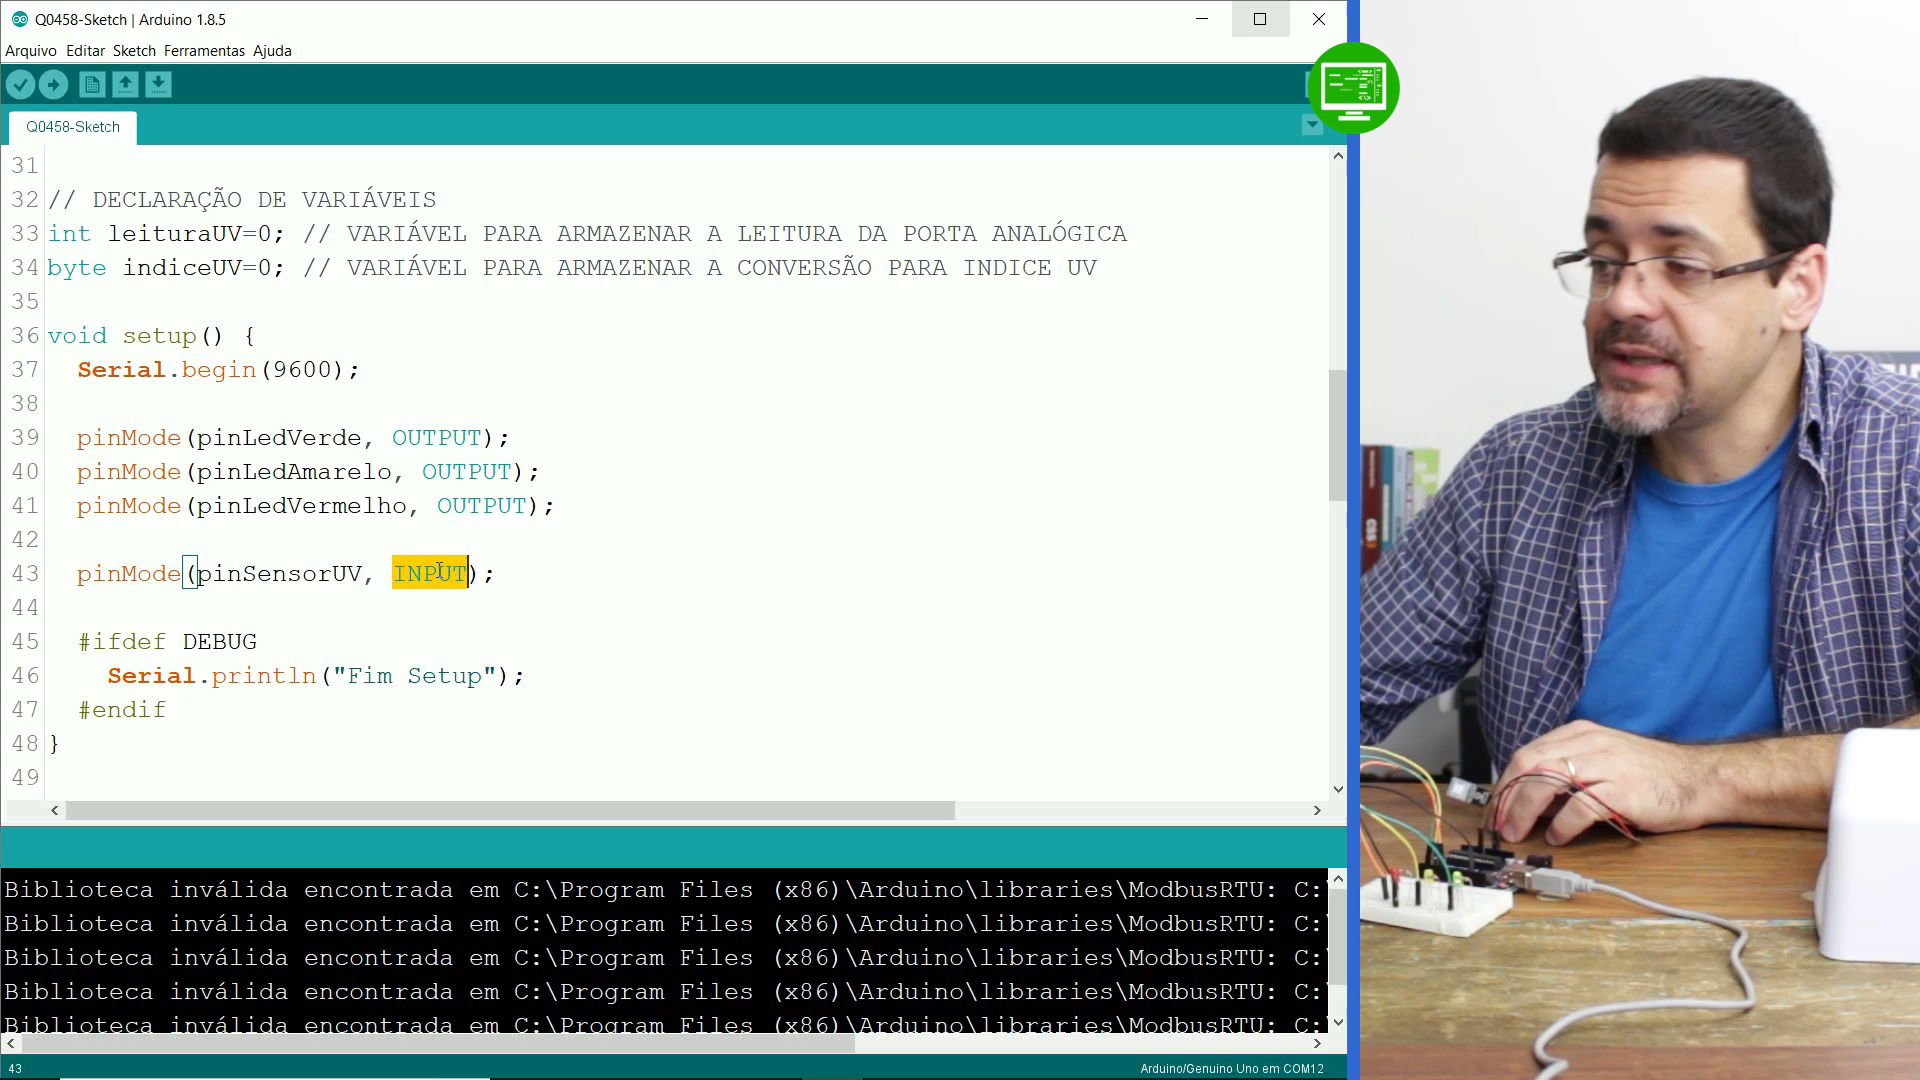 Q0458-Sketch | Arduino 1.8.5
Arquivo Editar Sketch Ferramentas Ajuda
Q0458-Sketch
31
32 // DECLARAÇÃO DE VARIÁVEIS
33 int leituraUV=0; // VARIÁVEL PARA ARMAZENAR A LEITURA DA PORTA ANALÓGICA
34 byte indiceUV=0; // VARIÁVEL PARA ARMAZENAR A CONVERSÃO PARA INDICE UV
35
36 void setup() {
37 Serial.begin(9600);
38
39 pinMode(pinLedVerde, OUTPUT);
40 pinMode(pinLedAmarelo, OUTPUT);
41 pinMode(pinLedVermelho, OUTPUT);
42
43 pinMode(pinSensorUV, INPUT);
44
45 #ifdef DEBUG
46 Serial.println("Fim Setup");
47 #endif
48 }
49
Biblioteca inválida encontrada em C:\Program Files (x86)\Arduino\libraries\ModbusRTU: C:\
Biblioteca inválida encontrada em C:\Program Files (x86)\Arduino\libraries\ModbusRTU: C:\
Biblioteca inválida encontrada em C:\Program Files (x86)\Arduino\libraries\ModbusRTU: C:\
Biblioteca inválida encontrada em C:\Program Files (x86)\Arduino\libraries\ModbusRTU: C:\
Biblioteca inválida encontrada em C:\Program Files (x86)\Arduino\libraries\ModbusRTU: C:\
43
Arduino/Genuino Uno em COM12